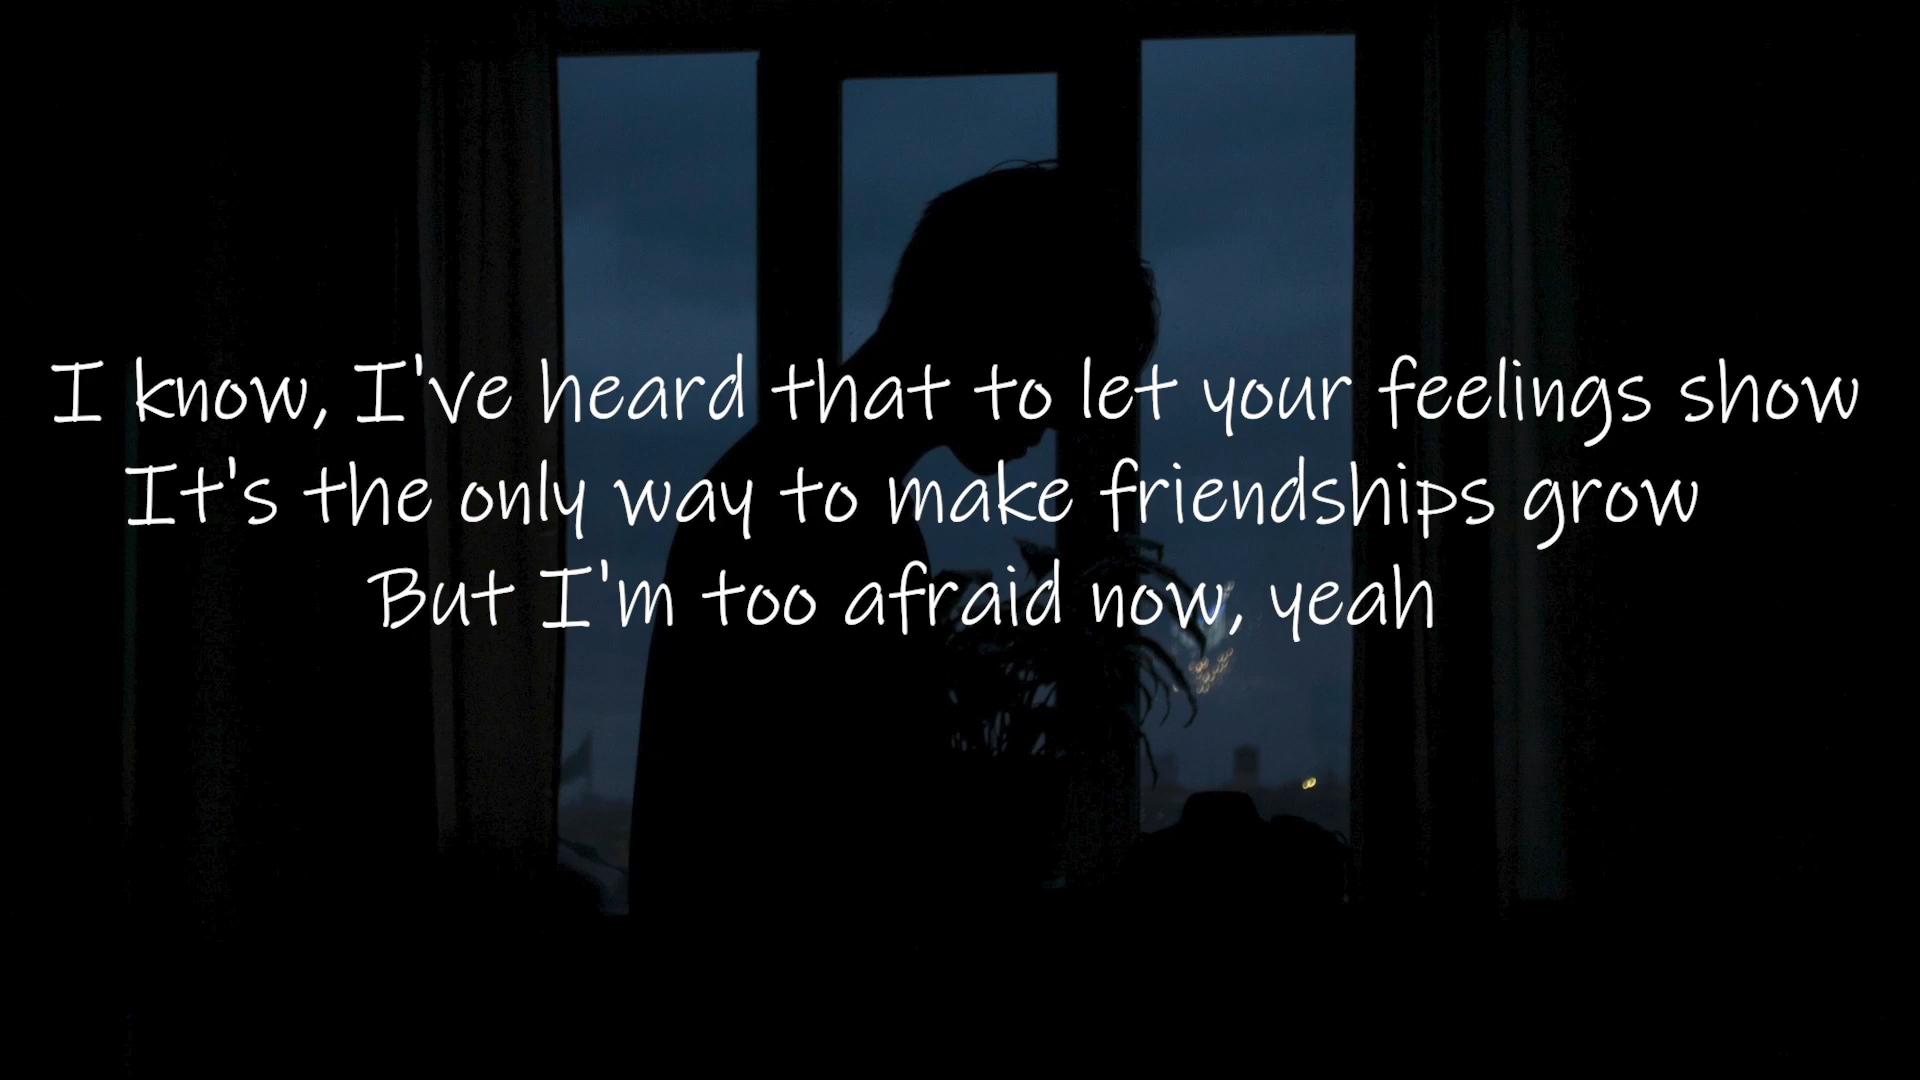 I know, I've heard that to let your feelings show
It's the only way to make friendships grow
But I'm too afraid now, yeah